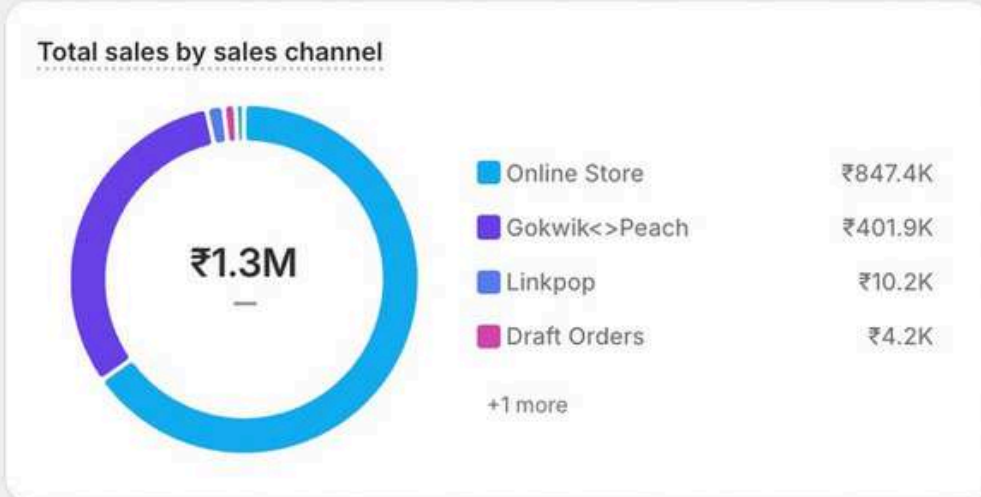 Total sales by sales channel
₹1.3M
—
Online Store ₹847.4K
Gokwik<>Peach ₹401.9K
Linkpop ₹10.2K
Draft Orders ₹4.2K
+1 more